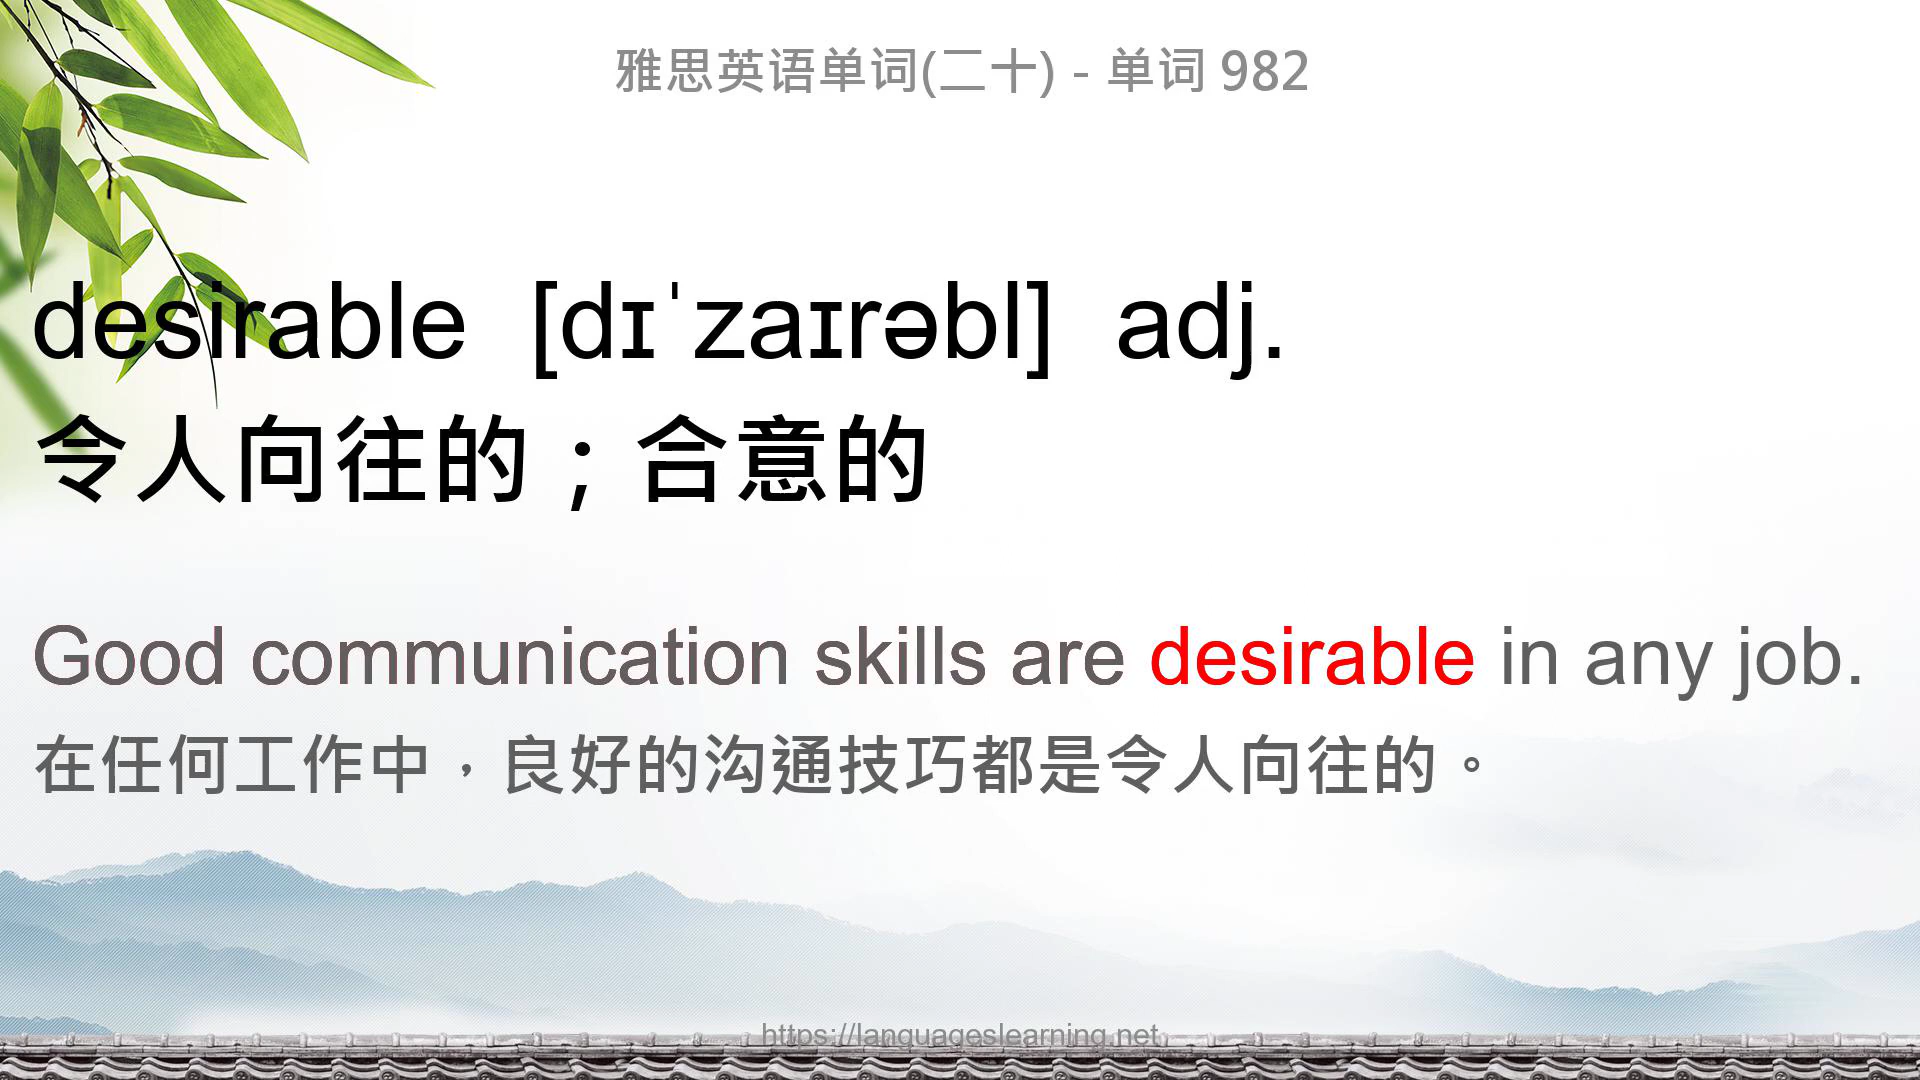 雅思英语单词(二十) - 单词 982
desirable [dɪˈzaɪrəbl] adj.
令人向往的；合意的
Good communication skills are desirable in any job.
在任何工作中，良好的沟通技巧都是令人向往的。
https://languageslearning.net